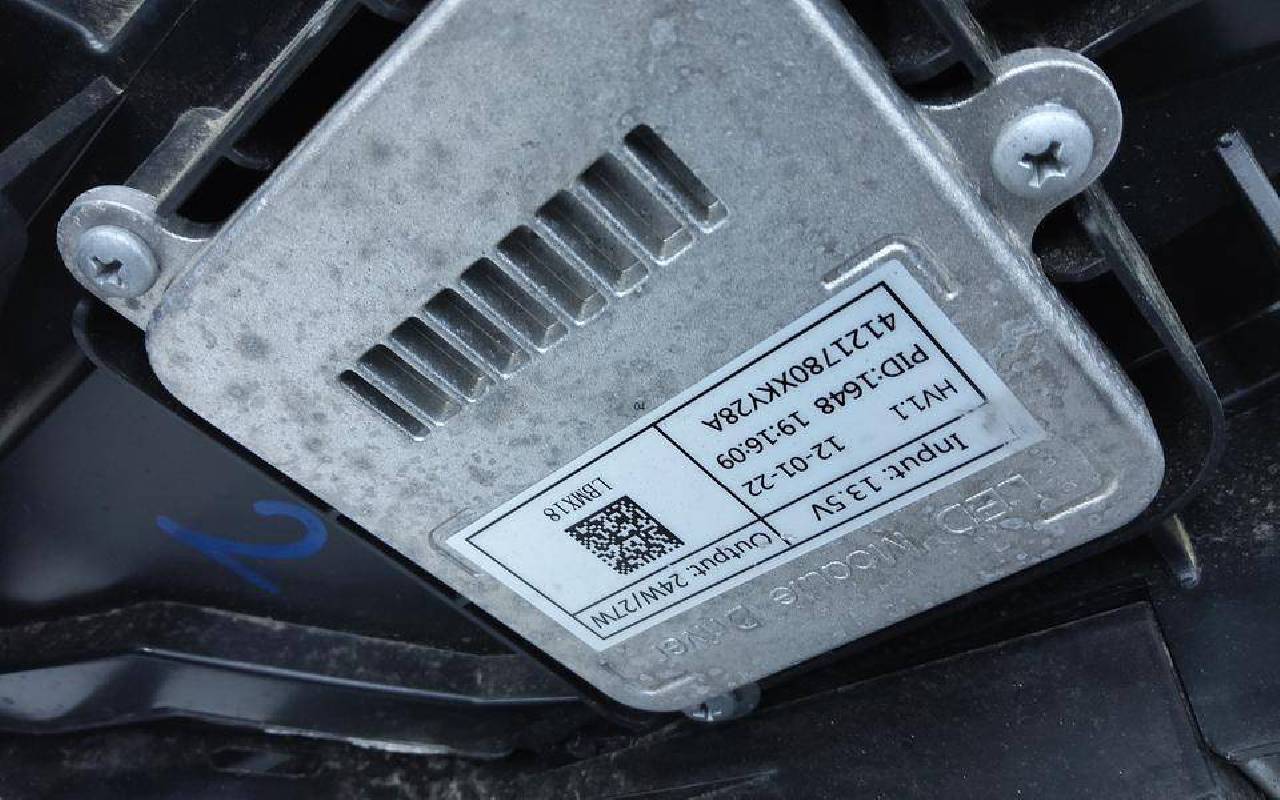 LED Module Driver
Input: 13.5V
Output: 24W/27W
HV1.1
12-01-22
PID:1648 19:16:09
4121780XKY28A
LBMX18